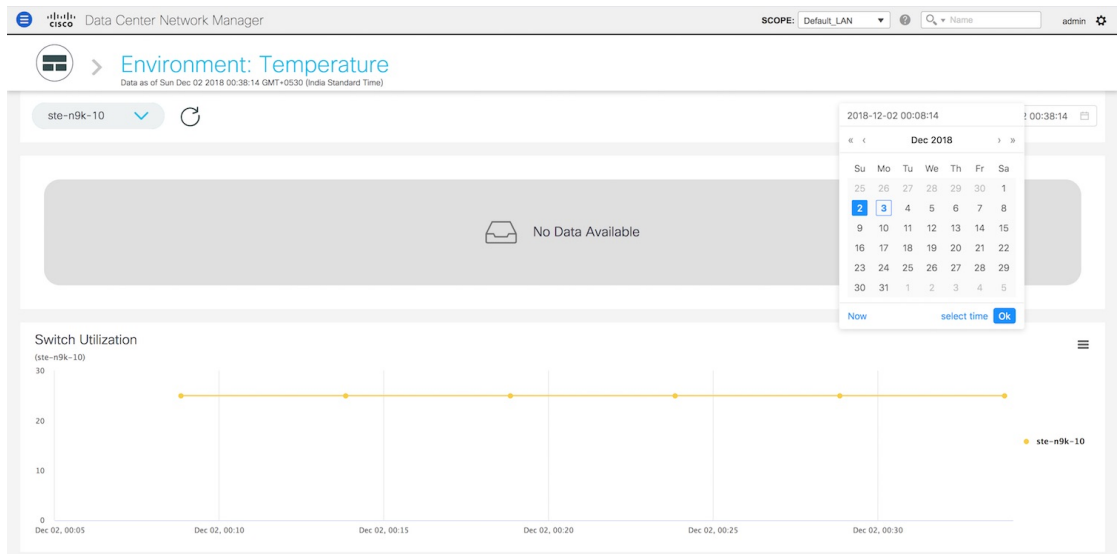 cisco Data Center Network Manager SCOPE: Default_LAN Name admin
Environment: Temperature
Data as of Sun Dec 02 2018 00:38:14 GMT+0530 (India Standard Time)
ste-n9k-10
2018-12-02 00:08:14
2 00:38:14
« ‹ Dec 2018 › »
Su Mo Tu We Th Fr Sa
25 26 27 28 29 30 1
2 3 4 5 6 7 8
9 10 11 12 13 14 15
16 17 18 19 20 21 22
23 24 25 26 27 28 29
30 31 1 2 3 4 5
Now select time Ok
No Data Available
Switch Utilization
(ste-n9k-10)
30
20
10
0
Dec 02, 00:05 Dec 02, 00:10 Dec 02, 00:15 Dec 02, 00:20 Dec 02, 00:25 Dec 02, 00:30
ste-n9k-10